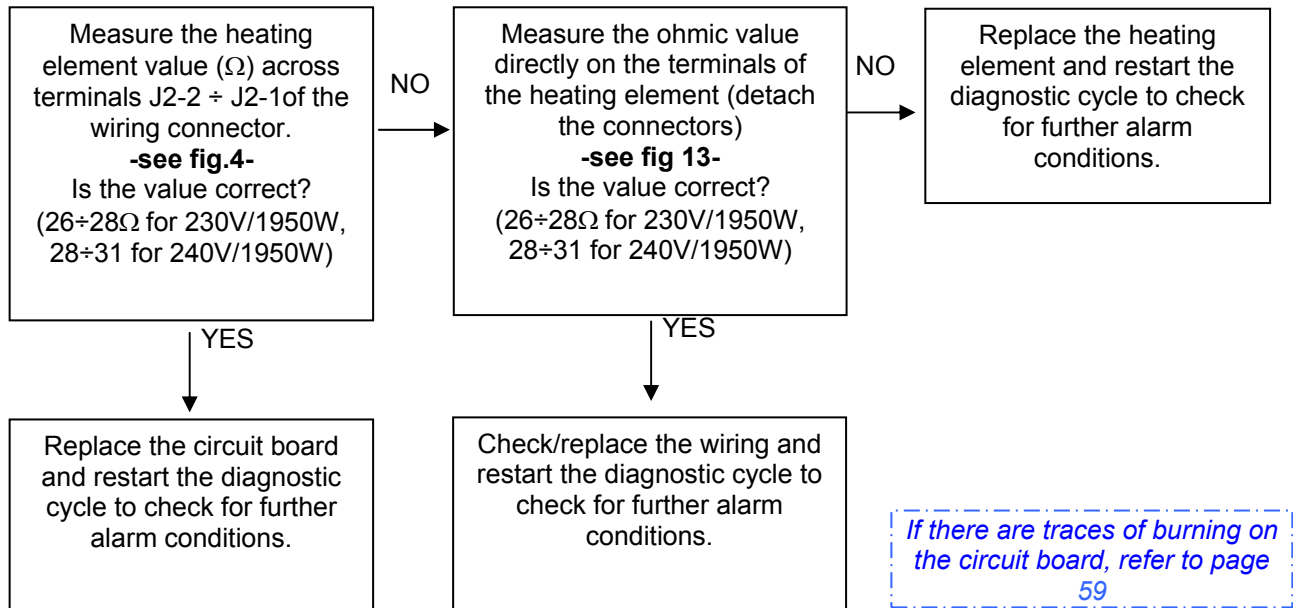 Measure the heating
element value (Ω) across
terminals J2-2 ÷ J2-1of the
wiring connector.
-see fig.4-
Is the value correct?
(26÷28Ω for 230V/1950W,
28÷31 for 240V/1950W)
NO
Measure the ohmic value
directly on the terminals of
the heating element (detach
the connectors)
-see fig 13-
Is the value correct?
(26÷28Ω for 230V/1950W,
28÷31 for 240V/1950W)
NO
Replace the heating
element and restart the
diagnostic cycle to check
for further alarm
conditions.
YES
YES
Replace the circuit board
and restart the diagnostic
cycle to check for further
alarm conditions.
Check/replace the wiring and
restart the diagnostic cycle to
check for further alarm
conditions.
If there are traces of burning on
the circuit board, refer to page
59